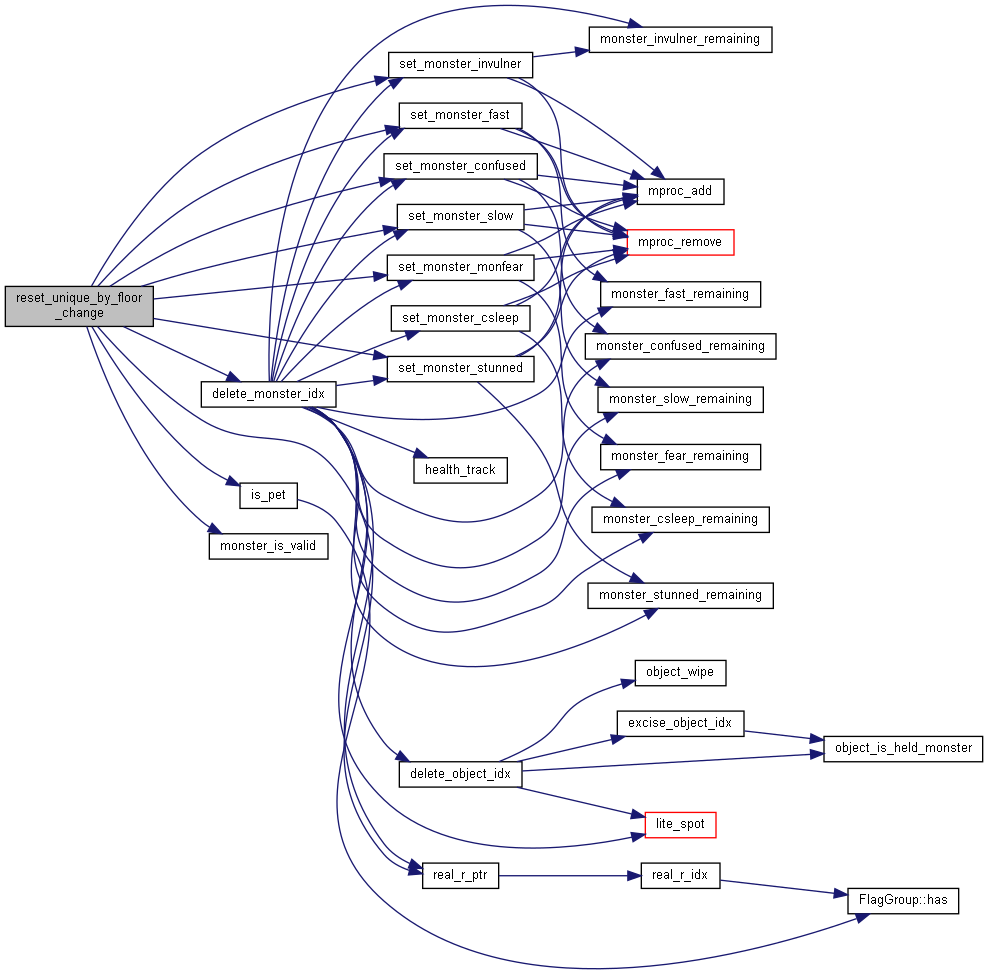 reset_unique_by_floor
_change
set_monster_invulner
set_monster_fast
set_monster_confused
set_monster_slow
set_monster_monfear
set_monster_csleep
set_monster_stunned
delete_monster_idx
health_track
is_pet
monster_is_valid
monster_invulner_remaining
mproc_add
mproc_remove
monster_fast_remaining
monster_confused_remaining
monster_slow_remaining
monster_fear_remaining
monster_csleep_remaining
monster_stunned_remaining
object_wipe
excise_object_idx
object_is_held_monster
delete_object_idx
lite_spot
real_r_ptr
real_r_idx
FlagGroup::has